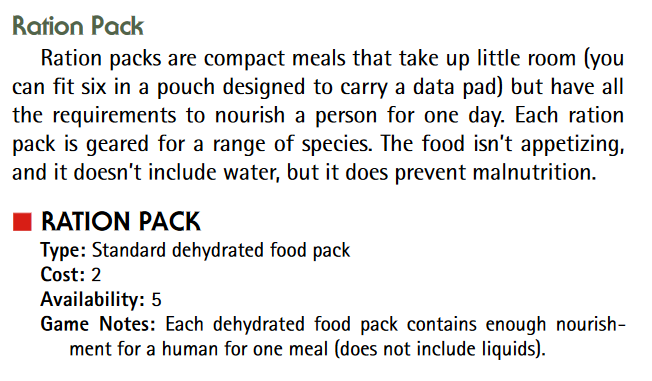 Ration Pack
Ration packs are compact meals that take up little room (you
can fit six in a pouch designed to carry a data pad) but have all
the requirements to nourish a person for one day. Each ration
pack is geared for a range of species. The food isn’t appetizing,
and it doesn’t include water, but it does prevent malnutrition.
RATION PACK
Type: Standard dehydrated food pack
Cost: 2
Availability: 5
Game Notes: Each dehydrated food pack contains enough nourish-
ment for a human for one meal (does not include liquids).